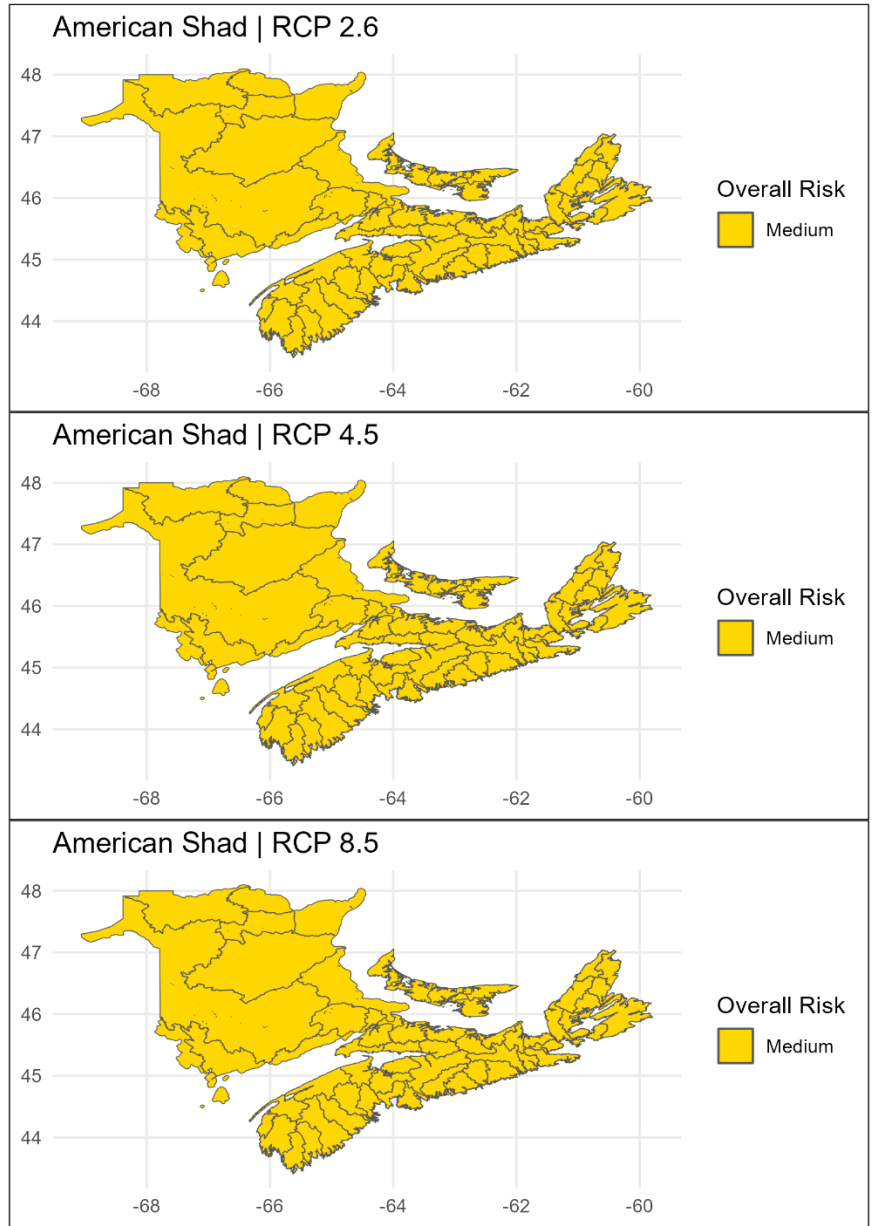 American Shad | RCP 2.6
48
47
46
45
44
-68 -66 -64 -62 -60
Overall Risk
Medium
American Shad | RCP 4.5
48
47
46
45
44
-68 -66 -64 -62 -60
Overall Risk
Medium
American Shad | RCP 8.5
48
47
46
45
44
-68 -66 -64 -62 -60
Overall Risk
Medium